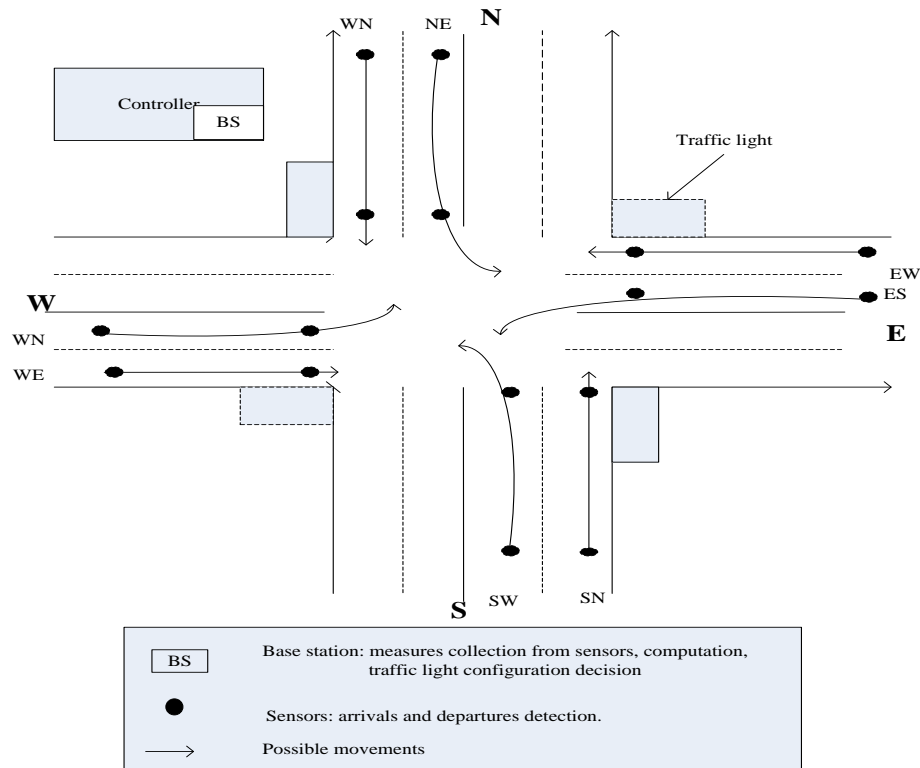 WN NE N
Controller
BS
Traffic light
EW
W
ES
WN
E
WE
S SW SN
BS
Base station: measures collection from sensors, computation,
traffic light configuration decision
Sensors: arrivals and departures detection.
Possible movements